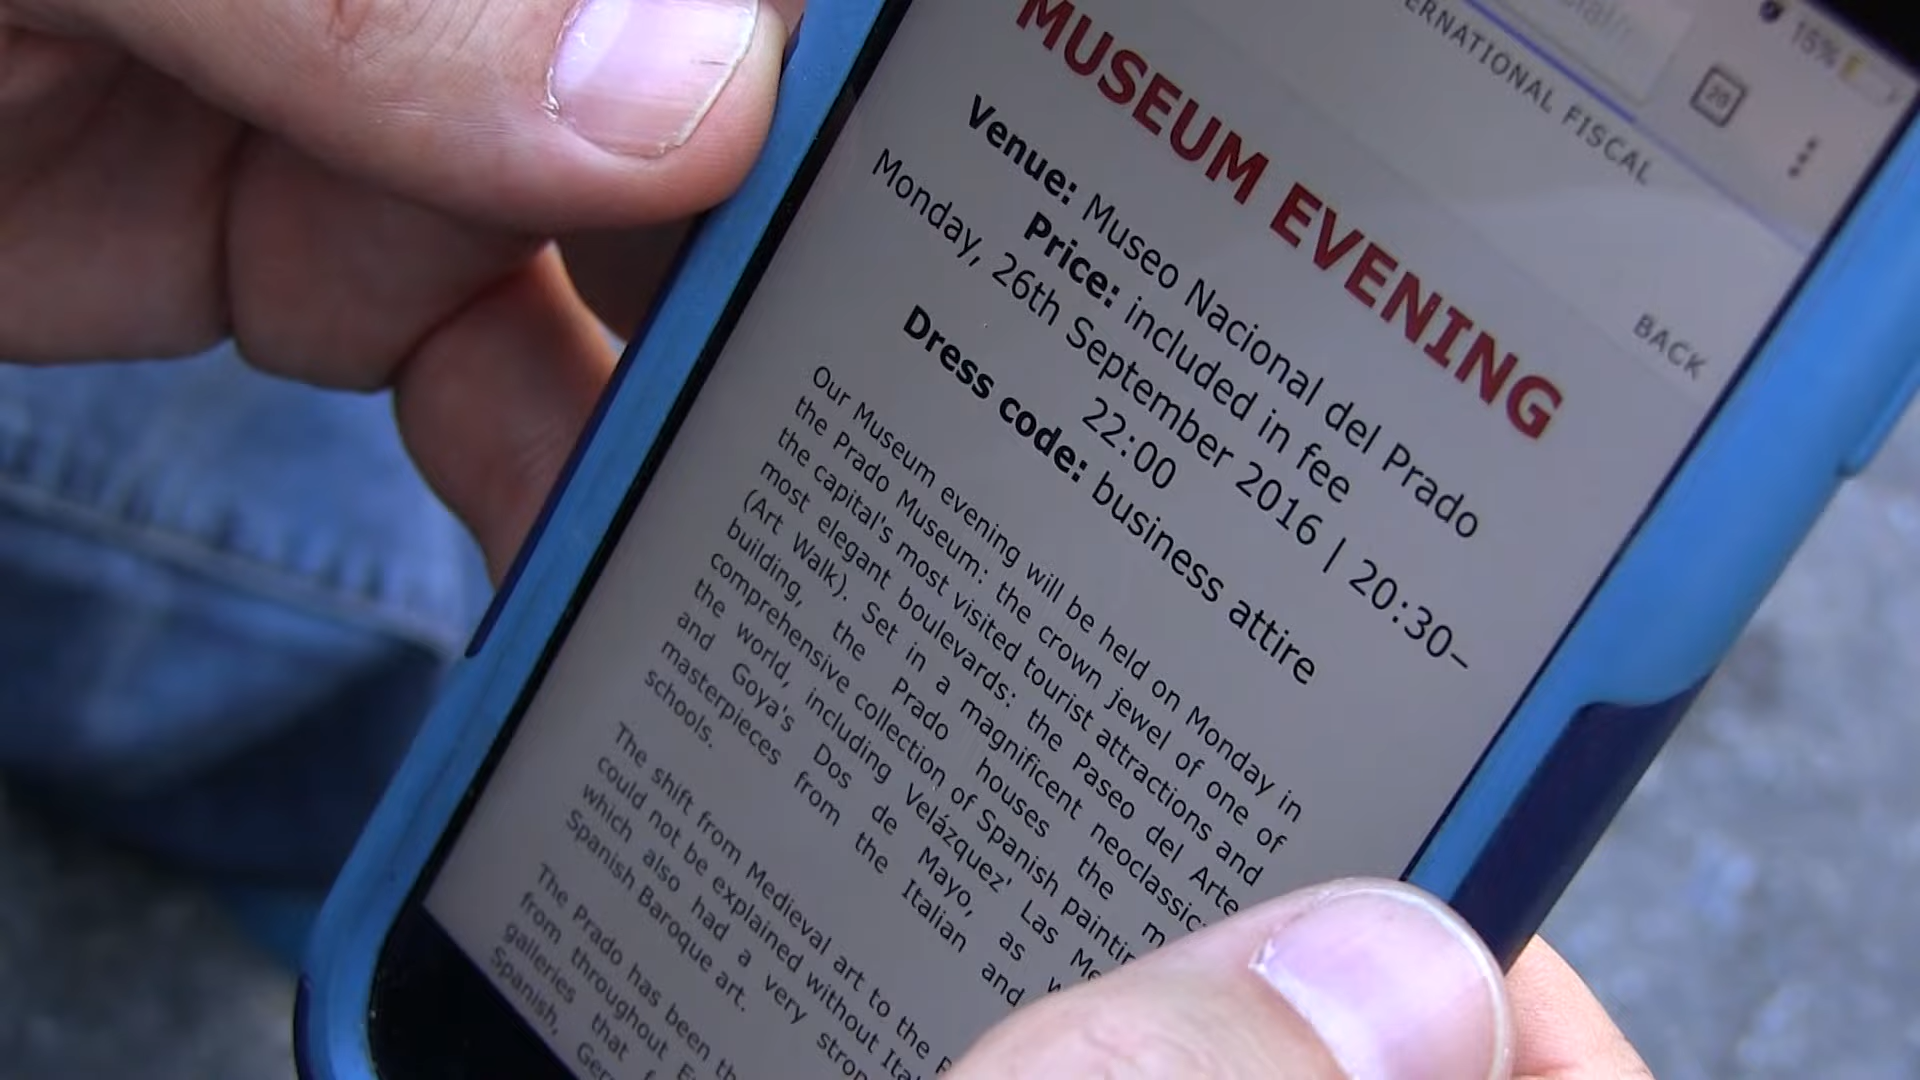 15%
20
ERNATIONAL FISCAL
BACK
MUSEUM EVENING
Venue: Museo Nacional del Prado
Price: included in fee
Monday, 26th September 2016 | 20:30–
22:00
Dress code: business attire
Our Museum evening will be held on Monday in
the Prado Museum: the crown jewel of one of
the capital's most visited tourist attractions and
most elegant boulevards: the Paseo del Arte
(Art Walk). Set in a magnificent neoclassic
building, the Prado houses the m
comprehensive collection of Spanish paintin
the world, including Velázquez' Las Me
and Goya's Dos de Mayo, as w
masterpieces from the Italian and
schools.
The shift from Medieval art to the R
could not be explained without Ita
which also had a very stron
Spanish Baroque art.
The Prado has been th
from throughout E
galleries that f
Spanish, Ger